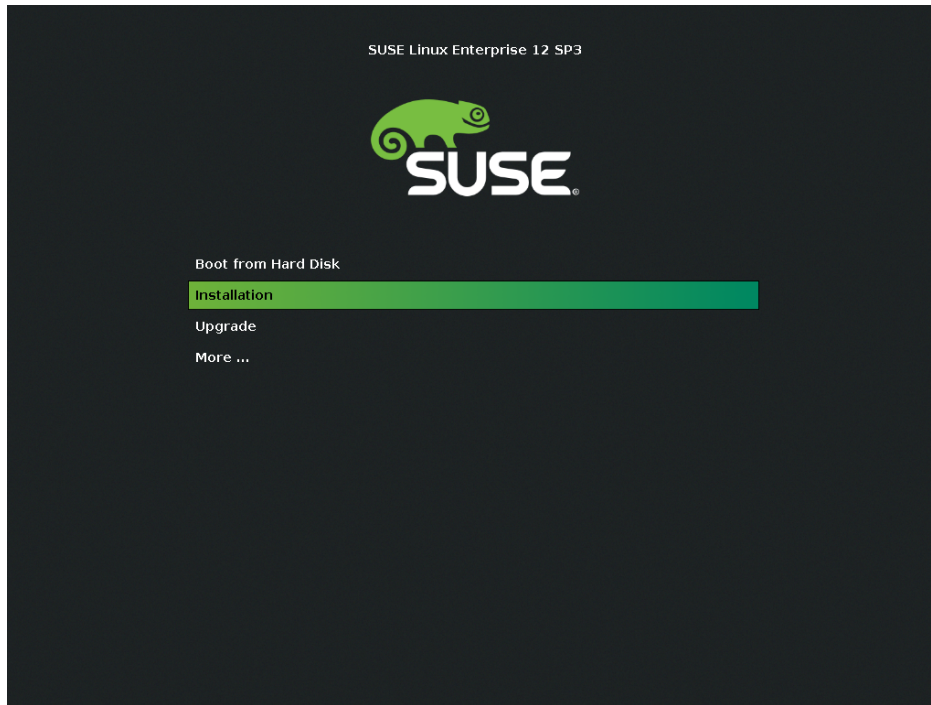 SUSE Linux Enterprise 12 SP3
SUSE®
Boot from Hard Disk
Installation
Upgrade
More ...